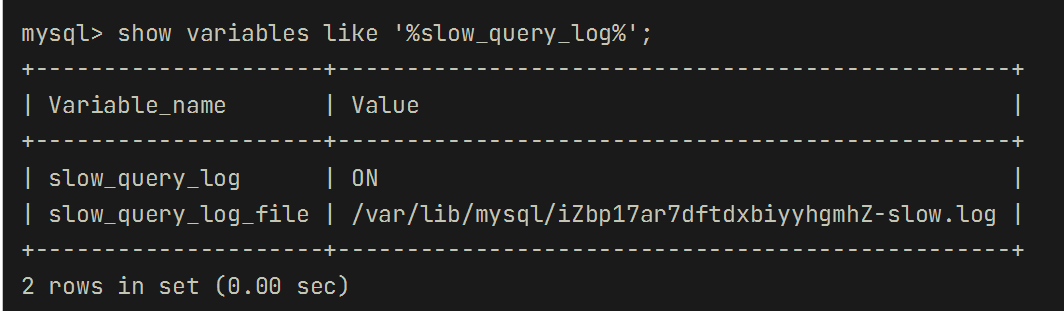 mysql> show variables like '%slow_query_log%';
+---------------------+--------------------------------------------------+
| Variable_name       | Value                                            |
+---------------------+--------------------------------------------------+
| slow_query_log      | ON                                               |
| slow_query_log_file | /var/lib/mysql/iZbp17ar7dftdxbiyyhgmhZ-slow.log |
+---------------------+--------------------------------------------------+
2 rows in set (0.00 sec)